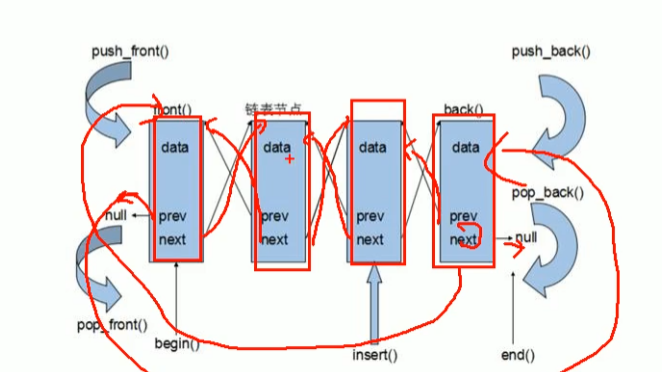 push_front()
push_back()
front()
链表节点
back()
data
data
data
data
pop_back()
null
prev
prev
prev
prev
next
next
next
next
null
pop_front()
begin()
insert()
end()